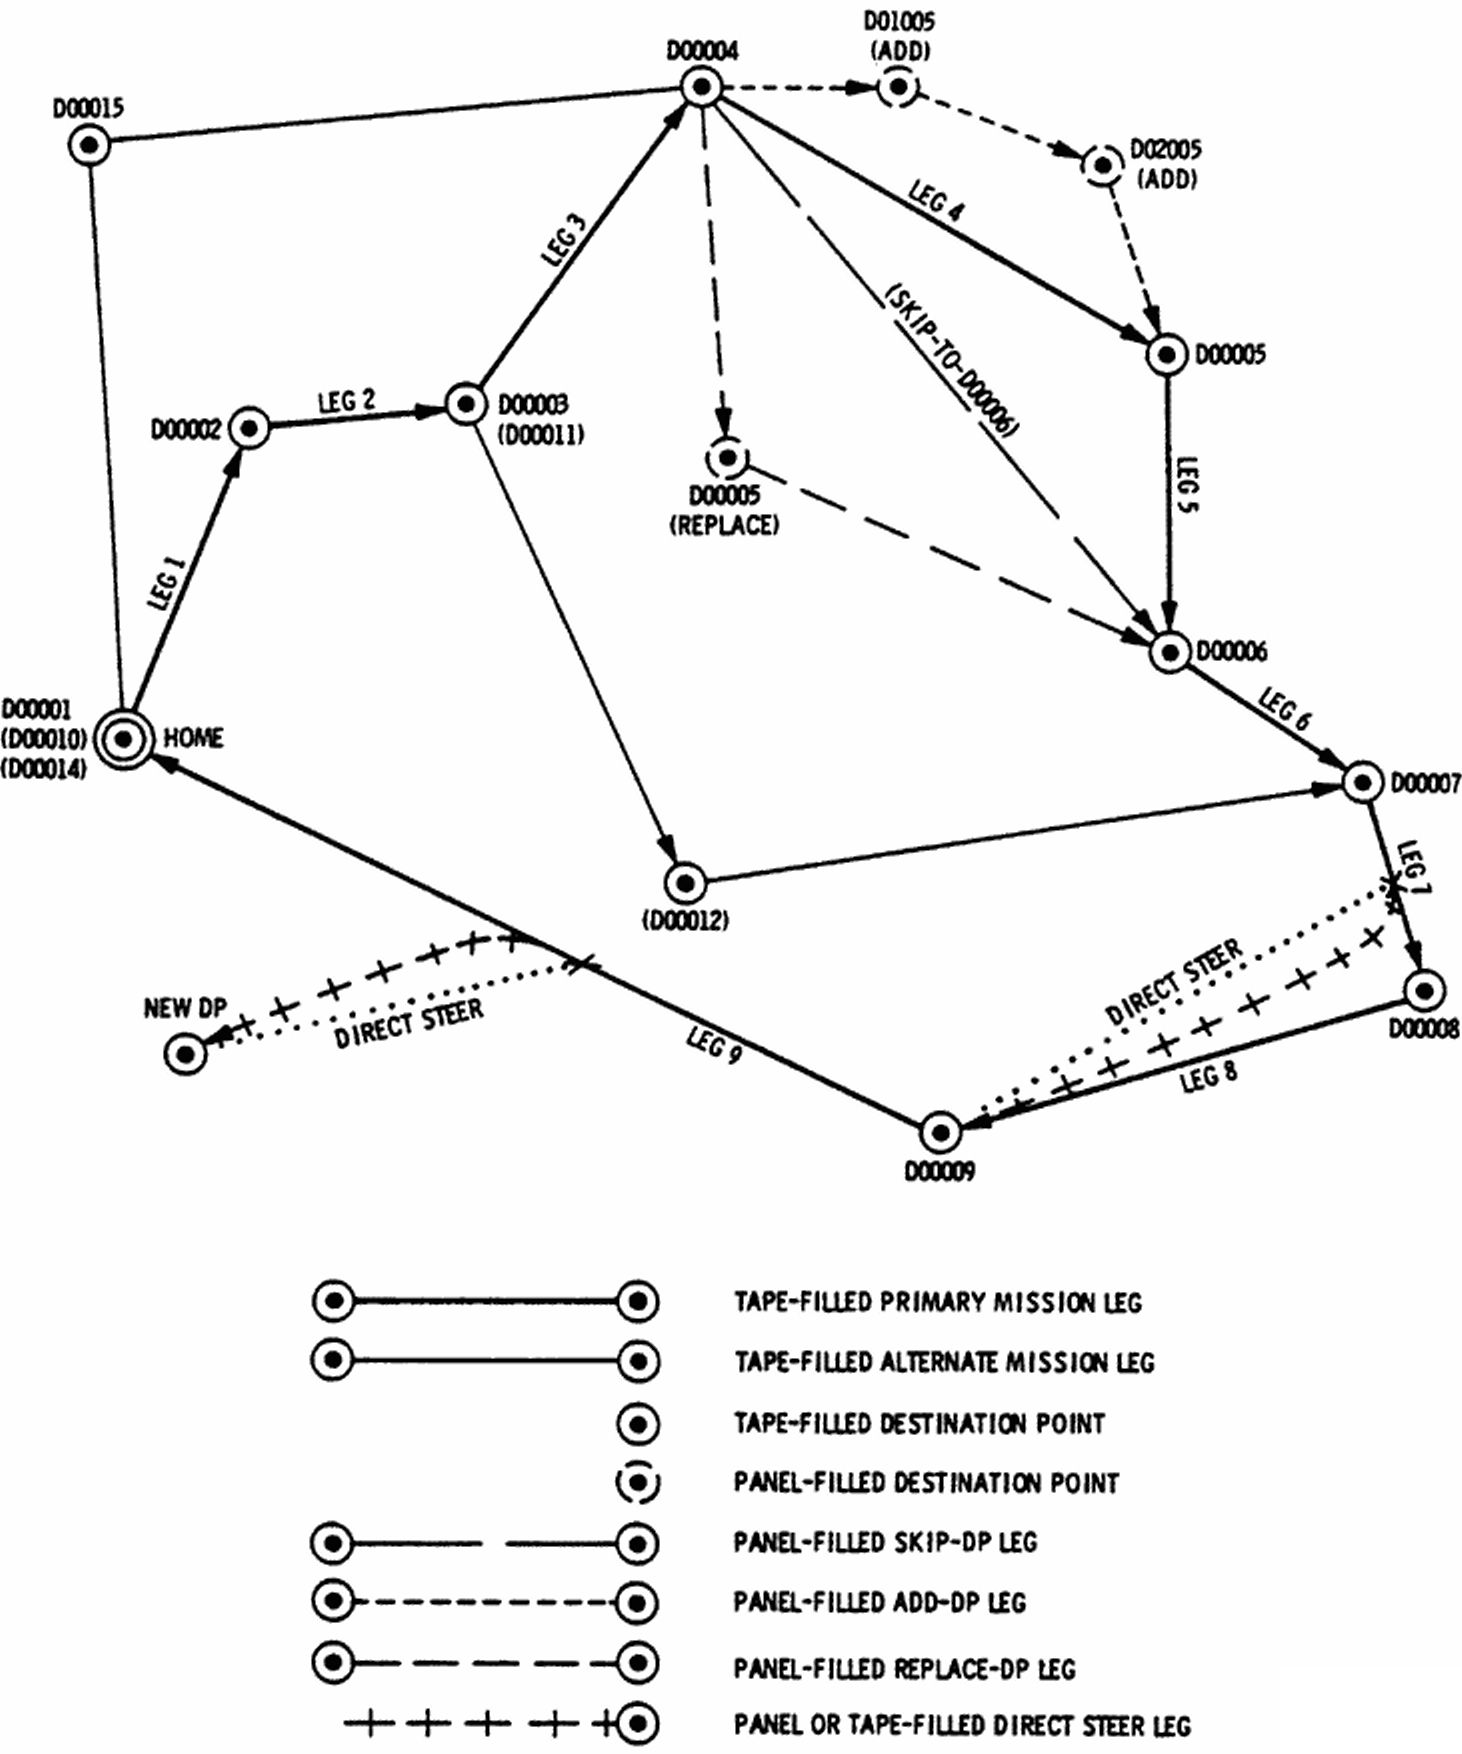 D01005
(ADD)
D00004
D00015
D02005
(ADD)
LEG 4
LEG 3
(SKIP-TO-D00006)
D00005
LEG 2
D00003
(D00011)
D00002
LEG 5
D00005
(REPLACE)
LEG 1
D00006
LEG 6
D00001
(D00010)
(D00014)
HOME
D00007
LEG 7
(D00012)
DIRECT STEER
NEW DP
DIRECT STEER
D00008
LEG 9
LEG 8
D00009
TAPE-FILLED PRIMARY MISSION LEG
TAPE-FILLED ALTERNATE MISSION LEG
TAPE-FILLED DESTINATION POINT
PANEL-FILLED DESTINATION POINT
PANEL-FILLED SKIP-DP LEG
PANEL-FILLED ADD-DP LEG
PANEL-FILLED REPLACE-DP LEG
PANEL OR TAPE-FILLED DIRECT STEER LEG